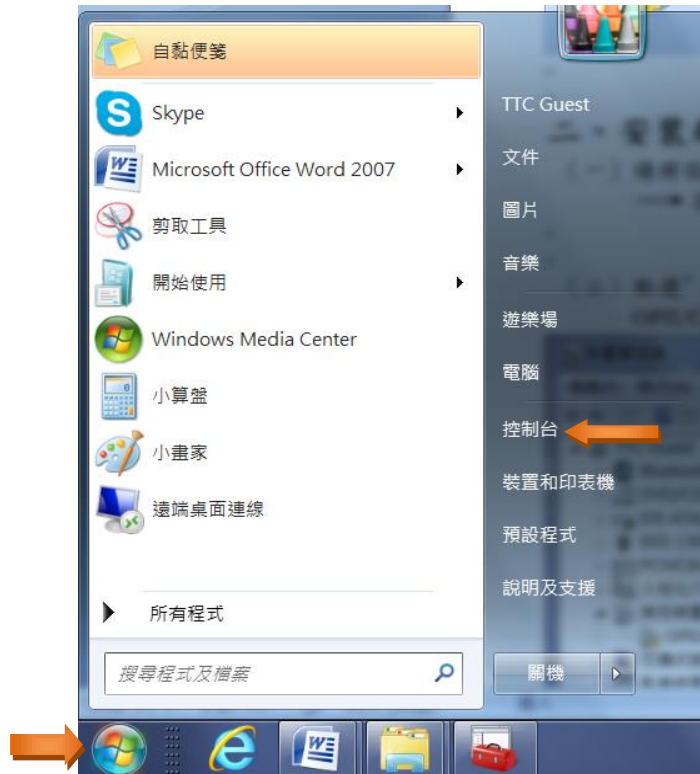 自黏便箋
Skype
Microsoft Office Word 2007
剪取工具
開始使用
Windows Media Center
小算盤
小畫家
遠端桌面連線
所有程式
搜尋程式及檔案
TTC Guest
文件
圖片
音樂
遊樂場
電腦
控制台
裝置和印表機
預設程式
說明及支援
關機